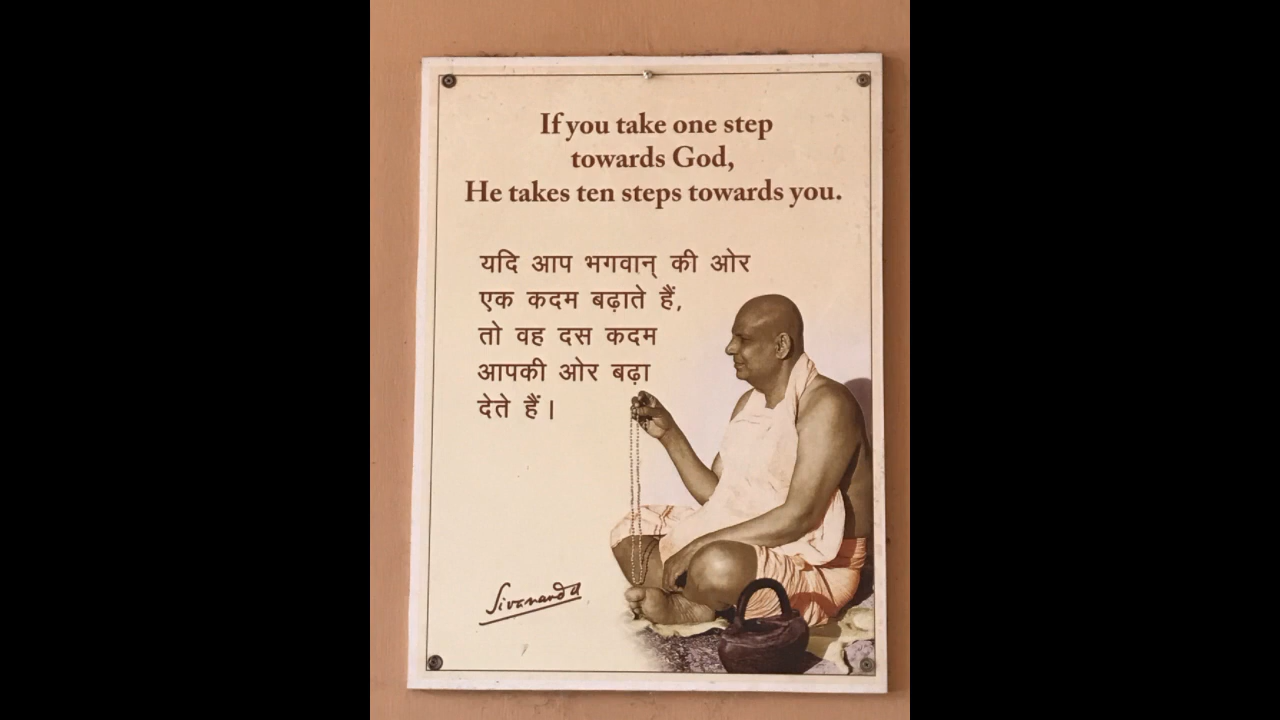 If you take one step
towards God,
He takes ten steps towards you.
यदि आप भगवान् की ओर
एक कदम बढ़ाते हैं,
तो वह दस कदम
आपकी ओर बढ़ा
देते हैं।
Sivananda